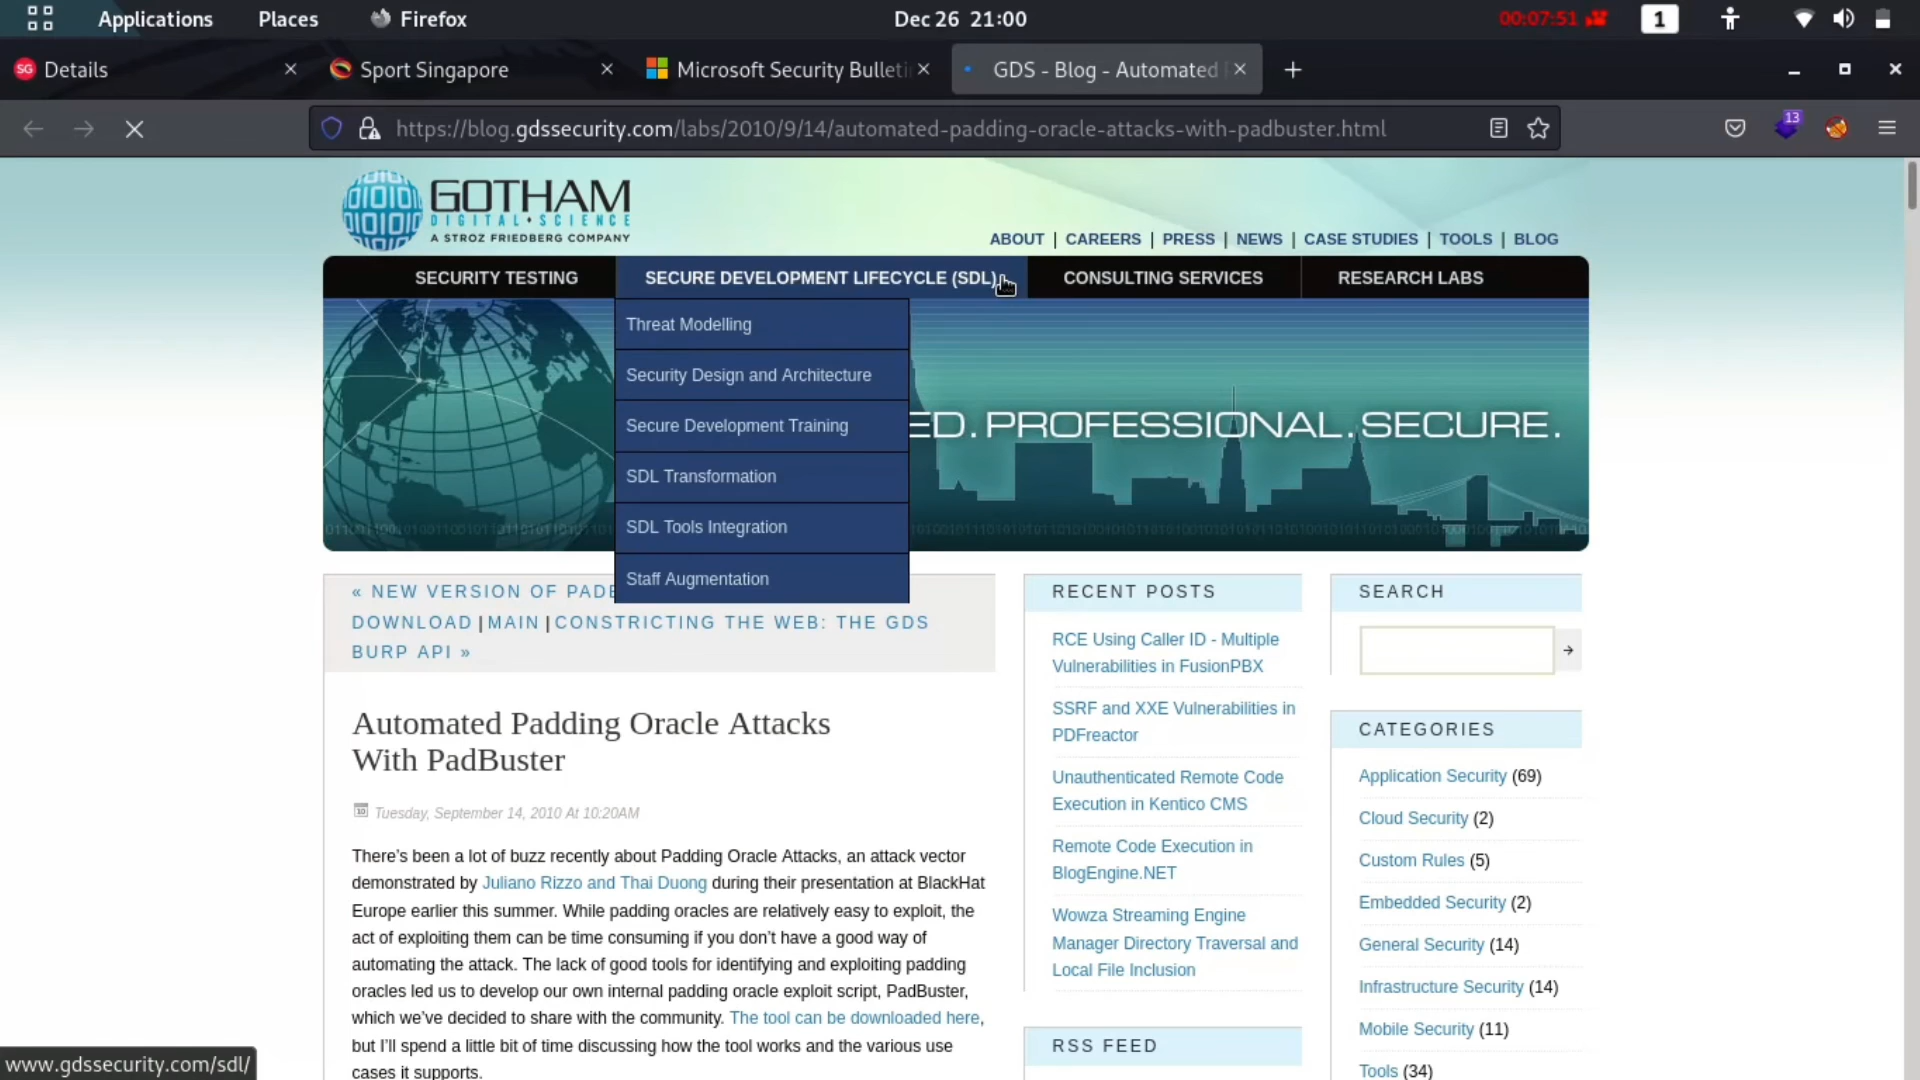 Applications Places Firefox Dec 26 21:00 00:07:51 1
SG Details Sport Singapore Microsoft Security Bulleti GDS - Blog - Automated
https://blog.gdssecurity.com/labs/2010/9/14/automated-padding-oracle-attacks-with-padbuster.html 13
GOTHAM
DIGITAL·SCIENCE
A STROZ FRIEDBERG COMPANY
ABOUT | CAREERS | PRESS | NEWS | CASE STUDIES | TOOLS | BLOG
SECURITY TESTING SECURE DEVELOPMENT LIFECYCLE (SDL) CONSULTING SERVICES RESEARCH LABS
Threat Modelling
Security Design and Architecture
Secure Development Training
SDL Transformation
SDL Tools Integration
Staff Augmentation
ED. PROFESSIONAL. SECURE.
« NEW VERSION OF PADB
DOWNLOAD | MAIN | CONSTRICTING THE WEB: THE GDS
BURP API »
Automated Padding Oracle Attacks
With PadBuster
Tuesday, September 14, 2010 At 10:20AM
There's been a lot of buzz recently about Padding Oracle Attacks, an attack vector
demonstrated by Juliano Rizzo and Thai Duong during their presentation at BlackHat
Europe earlier this summer. While padding oracles are relatively easy to exploit, the
act of exploiting them can be time consuming if you don't have a good way of
automating the attack. The lack of good tools for identifying and exploiting padding
oracles led us to develop our own internal padding oracle exploit script, PadBuster,
which we've decided to share with the community. The tool can be downloaded here,
but I'll spend a little bit of time discussing how the tool works and the various use
cases it supports.
RECENT POSTS
RCE Using Caller ID - Multiple
Vulnerabilities in FusionPBX
SSRF and XXE Vulnerabilities in
PDFreactor
Unauthenticated Remote Code
Execution in Kentico CMS
Remote Code Execution in
BlogEngine.NET
Wowza Streaming Engine
Manager Directory Traversal and
Local File Inclusion
RSS FEED
SEARCH
→
CATEGORIES
Application Security (69)
Cloud Security (2)
Custom Rules (5)
Embedded Security (2)
General Security (14)
Infrastructure Security (14)
Mobile Security (11)
Tools (34)
www.gdssecurity.com/sdl/